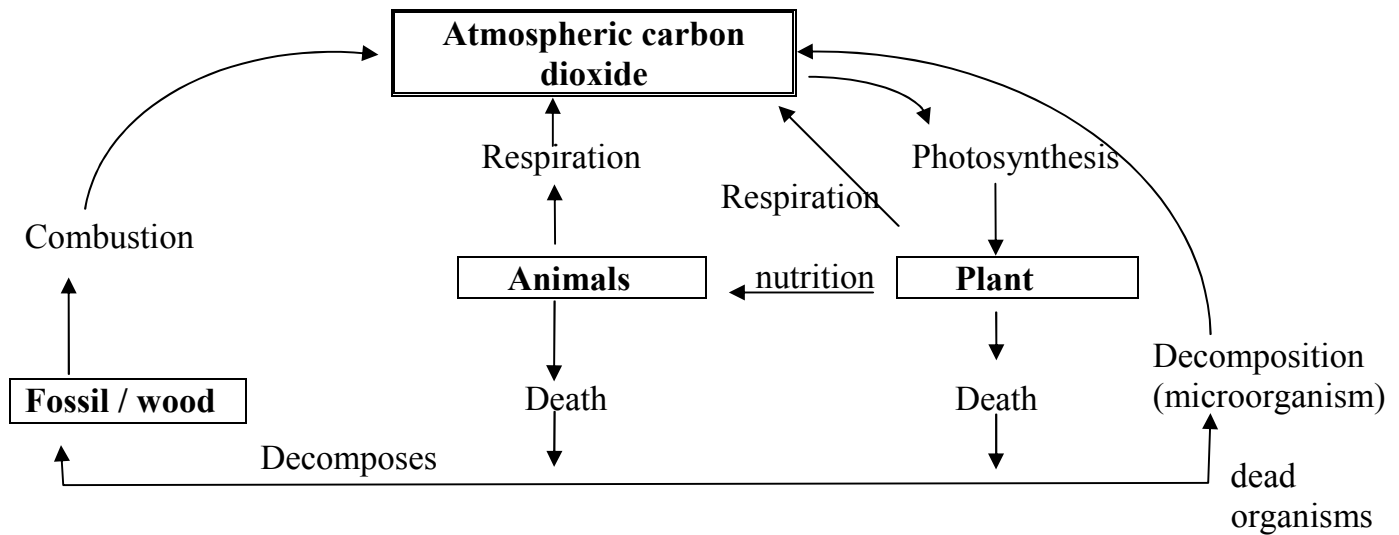 Atmospheric carbon
dioxide
Respiration
Photosynthesis
Respiration
Combustion
Animals
nutrition
Plant
Decomposition
(microorganism)
Fossil / wood
Death
Death
Decomposes
dead
organisms